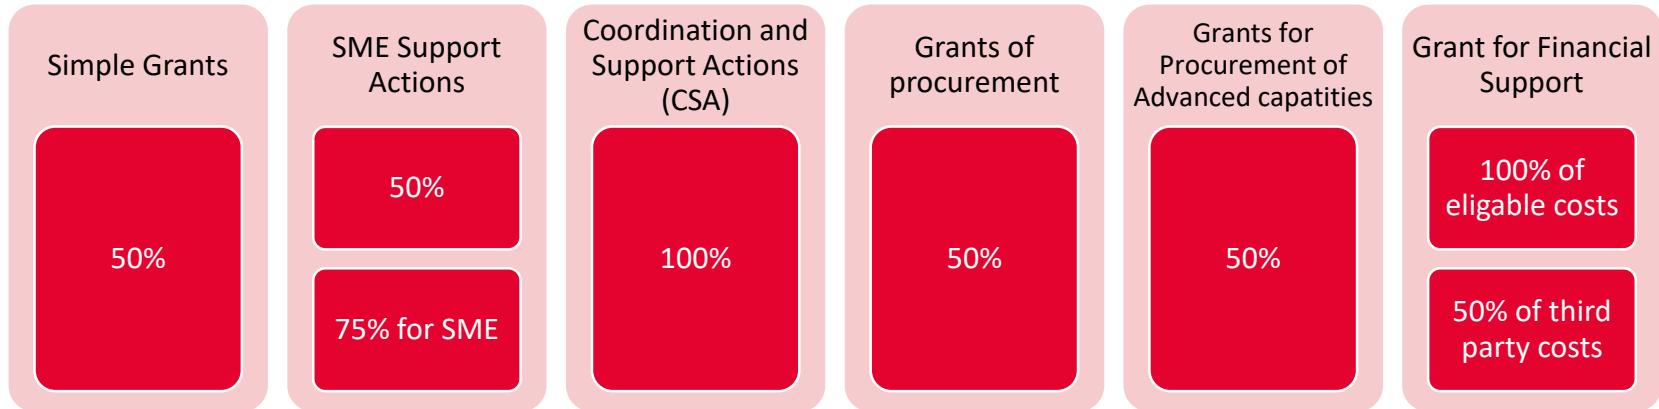 Simple Grants
50%
SME Support
Actions
50%
75% for SME
Coordination and
Support Actions
(CSA)
100%
Grants of
procurement
50%
Grants for
Procurement of
Advanced capatities
50%
Grant for Financial
Support
100% of
eligable costs
50% of third
party costs